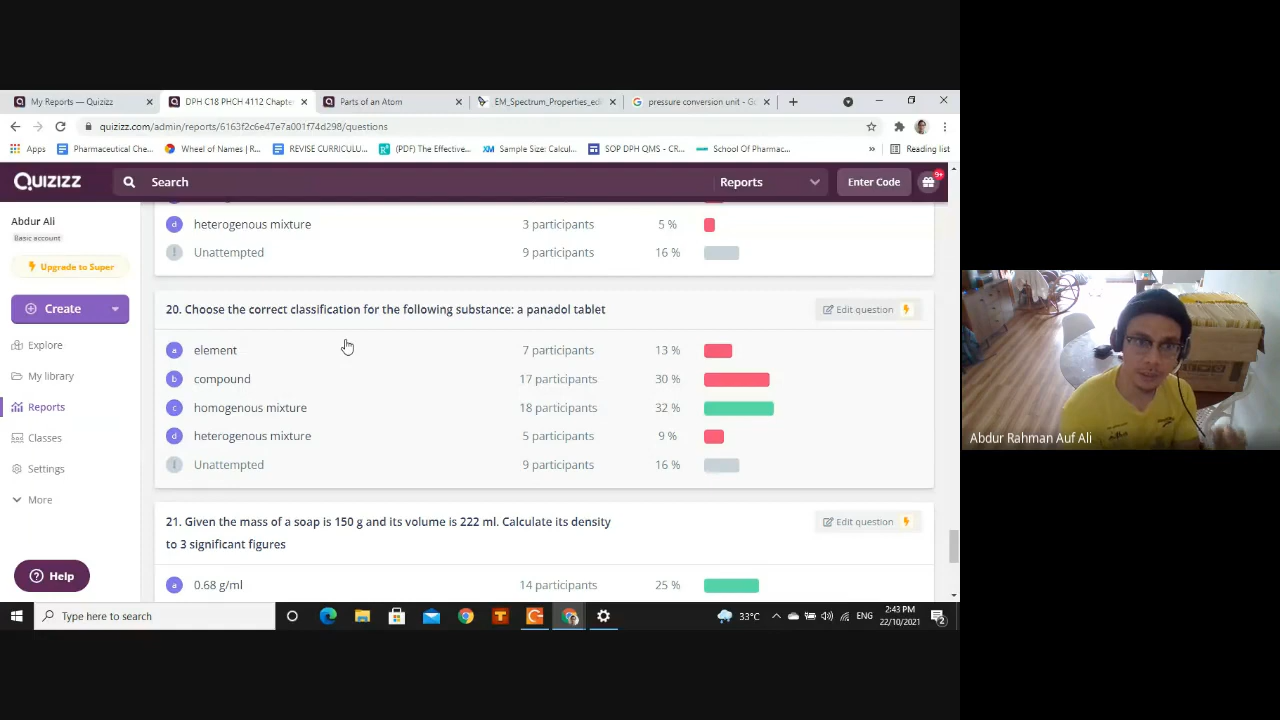 My Reports — Quizizz
DPH C18 PHCH 4112 Chapte
Parts of an Atom
EM_Spectrum_Properties_edi
pressure conversion unit - Go
quizizz.com/admin/reports/6163f2c6e47e7a001f74d298/questions
Apps
Pharmaceutical Che...
Wheel of Names | R...
REVISE CURRICULU...
(PDF) The Effective...
XM Sample Size: Calcul...
SOP DPH QMS - CR...
School Of Pharmac...
»
Reading list
QUIZIZZ
Search
Reports
Enter Code
9+
Abdur Ali
Basic account
Upgrade to Super
Create
Explore
My library
Reports
Classes
Settings
More
Help
d heterogenous mixture 3 participants 5 %
! Unattempted 9 participants 16 %
20. Choose the correct classification for the following substance: a panadol tablet
Edit question
a element 7 participants 13 %
b compound 17 participants 30 %
c homogenous mixture 18 participants 32 %
d heterogenous mixture 5 participants 9 %
! Unattempted 9 participants 16 %
21. Given the mass of a soap is 150 g and its volume is 222 ml. Calculate its density
to 3 significant figures
Edit question
a 0.68 g/ml 14 participants 25 %
Abdur Rahman Auf Ali
Type here to search
33°C
ENG
2:43 PM
22/10/2021
2